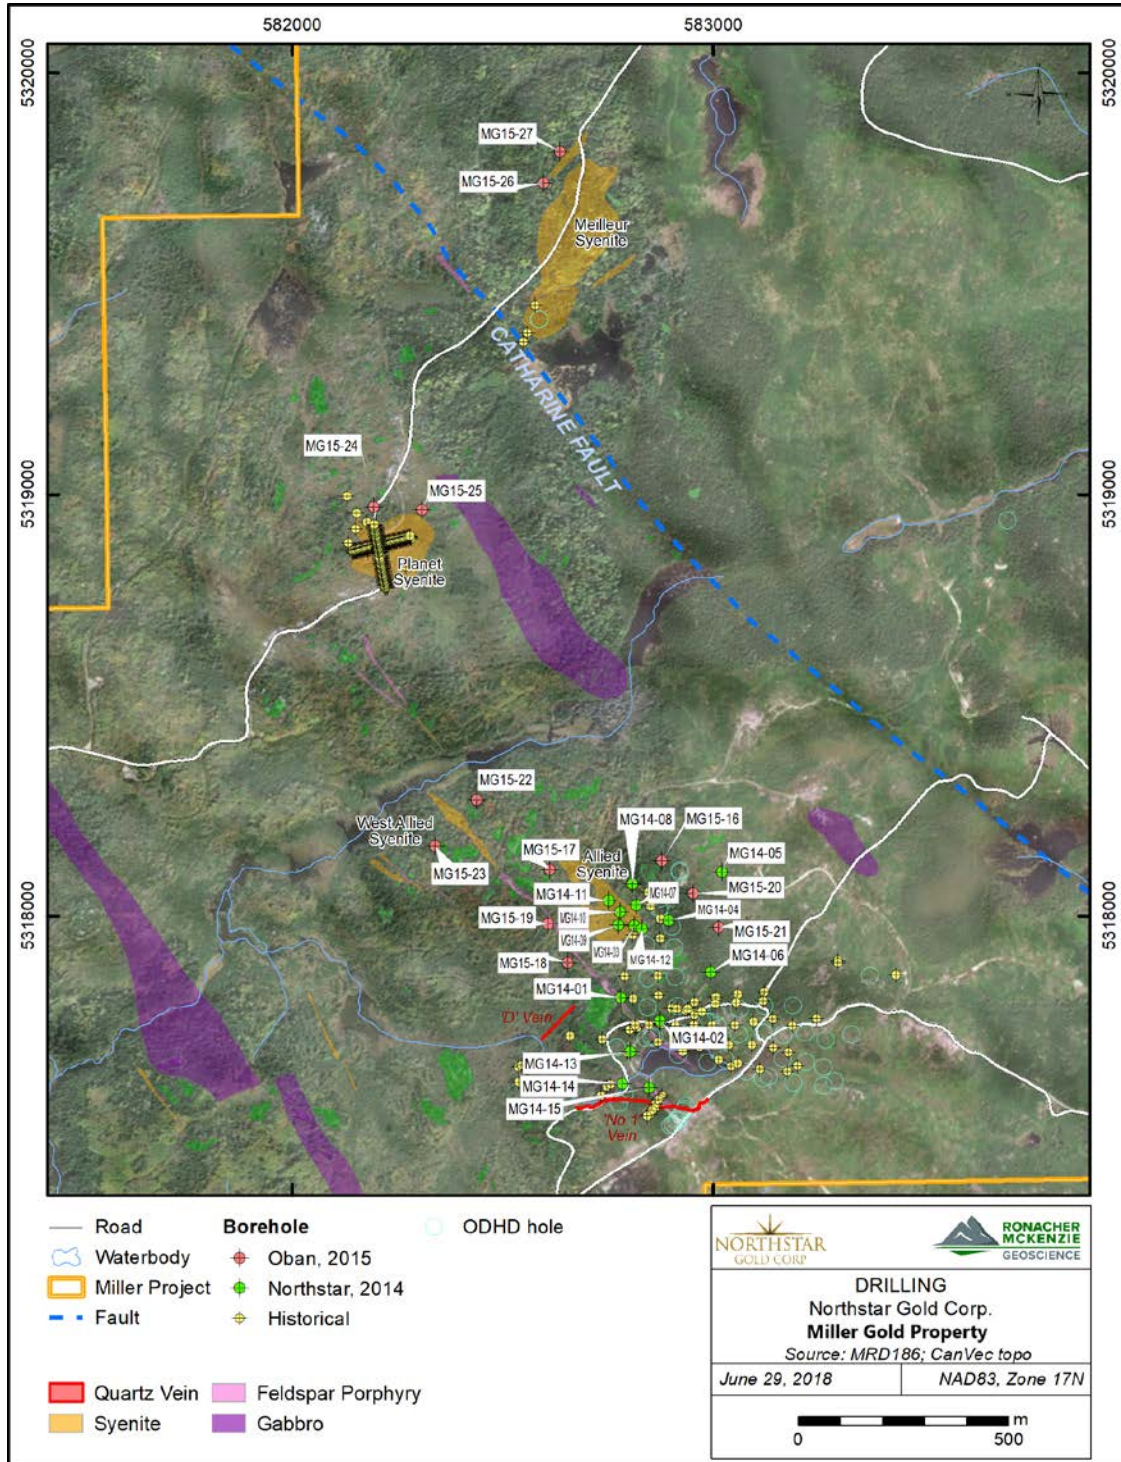 582000
583000
5320000
5320000
MG15-27
MG15-26
Meilleur
Syenite
CATHARINE FAULT
MG15-24
MG15-25
5319000
5319000
Planet
Syenite
MG15-22
West Allied
Syenite
MG15-23
MG15-17
Allied
Syenite
MG14-08
MG15-16
MG14-05
MG14-11
MG14-07
MG15-20
MG14-10
MG14-04
5318000
5318000
MG15-19
MG15-21
MG14-09
MG14-03
MG14-12
MG15-18
MG14-06
MG14-01
'D' Vein
MG14-02
MG14-13
MG14-14
MG14-15
'No 1'
Vein
Road
Waterbody
Miller Project
Fault
Borehole
Oban, 2015
Northstar, 2014
Historical
ODHD hole
Quartz Vein
Syenite
Feldspar Porphyry
Gabbro
NORTHSTAR
GOLD CORP
RONACHER
MCKENZIE
GEOSCIENCE
DRILLING
Northstar Gold Corp.
Miller Gold Property
Source: MRD186; CanVec topo
June 29, 2018
NAD83, Zone 17N
m
0
500